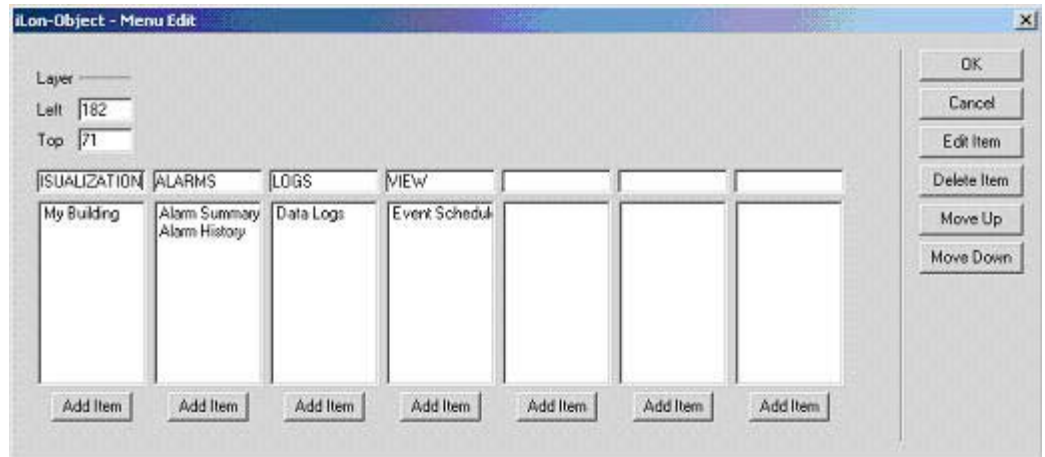 iLon-Object - Menu Edit
Layer
Left 182
Top 71
ISUALIZATION ALARMS LOGS VIEW
My Building Alarm Summary Data Logs Event Schedul
Alarm History
Add Item Add Item Add Item Add Item Add Item Add Item Add Item
OK
Cancel
Edit Item
Delete Item
Move Up
Move Down